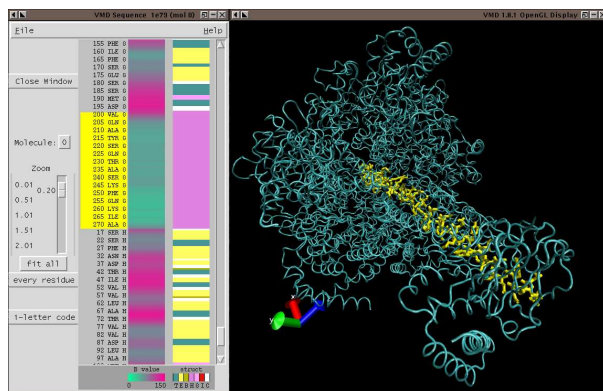 VMD Sequence 1e79 (mol 0)
File
Help
Close Window
Molecule: 0
Zoom
0.01
0.20
0.51
1.01
1.51
2.01
fit all
every residue
1-letter code
155 PHE G
160 ILE G
165 PHE G
170 SER G
175 GLU G
180 SER G
185 SER G
190 MET G
195 ASP G
200 VAL G
205 GLN G
210 ALA G
215 TYR G
220 SER G
225 GLN G
230 THR G
235 ALA G
240 SER G
245 LYS G
250 PHE G
255 GLN G
260 LYS G
265 ILE G
270 ALA G
17 SER H
22 SER H
27 PHE H
32 ASN H
37 ASP H
42 THR H
47 ILE H
52 VAL H
57 VAL H
62 LEU H
67 ALA H
72 THR H
77 VAL H
82 VAL H
87 ASP H
92 LEU H
97 ALA H
B value
0 150
struct
T E B H G I C
VMD 1.8.1 OpenGL Display
x
y